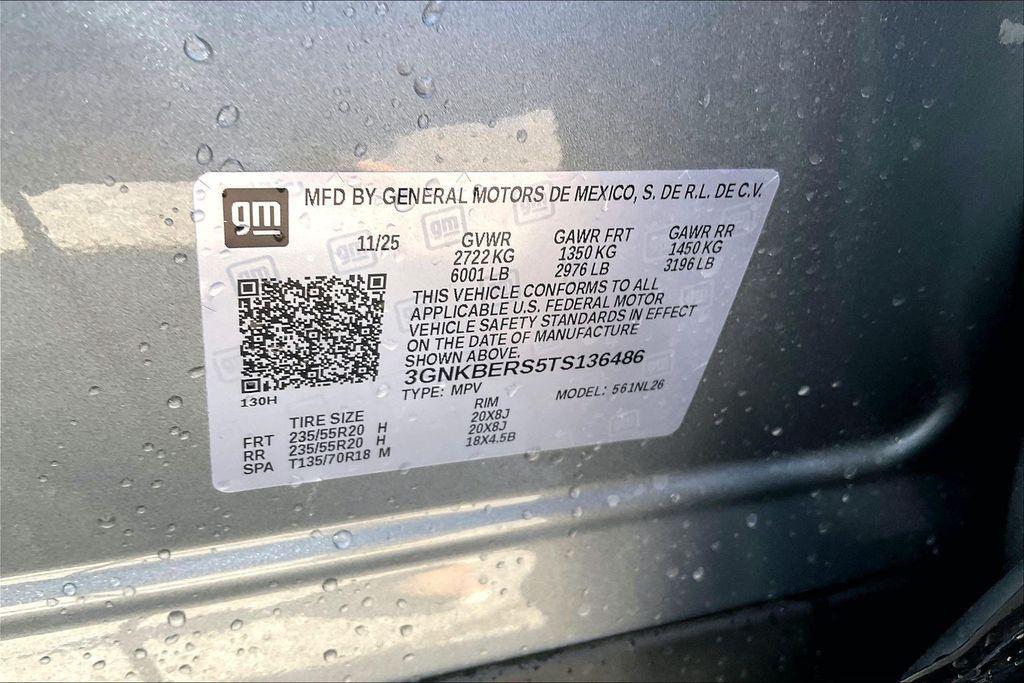 gm
MFD BY GENERAL MOTORS DE MEXICO, S. DE R.L. DE C.V.
11/25 GVWR GAWR FRT GAWR RR
2722 KG 1350 KG 1450 KG
6001 LB 2976 LB 3196 LB
THIS VEHICLE CONFORMS TO ALL
APPLICABLE U.S. FEDERAL MOTOR
VEHICLE SAFETY STANDARDS IN EFFECT
ON THE DATE OF MANUFACTURE
SHOWN ABOVE.
3GNKBERS5TS136486
TYPE: MPV MODEL: 561NL26
130H
TIRE SIZE RIM
FRT 235/55R20 H 20X8J
RR 235/55R20 H 20X8J
SPA T135/70R18 M 18X4.5B